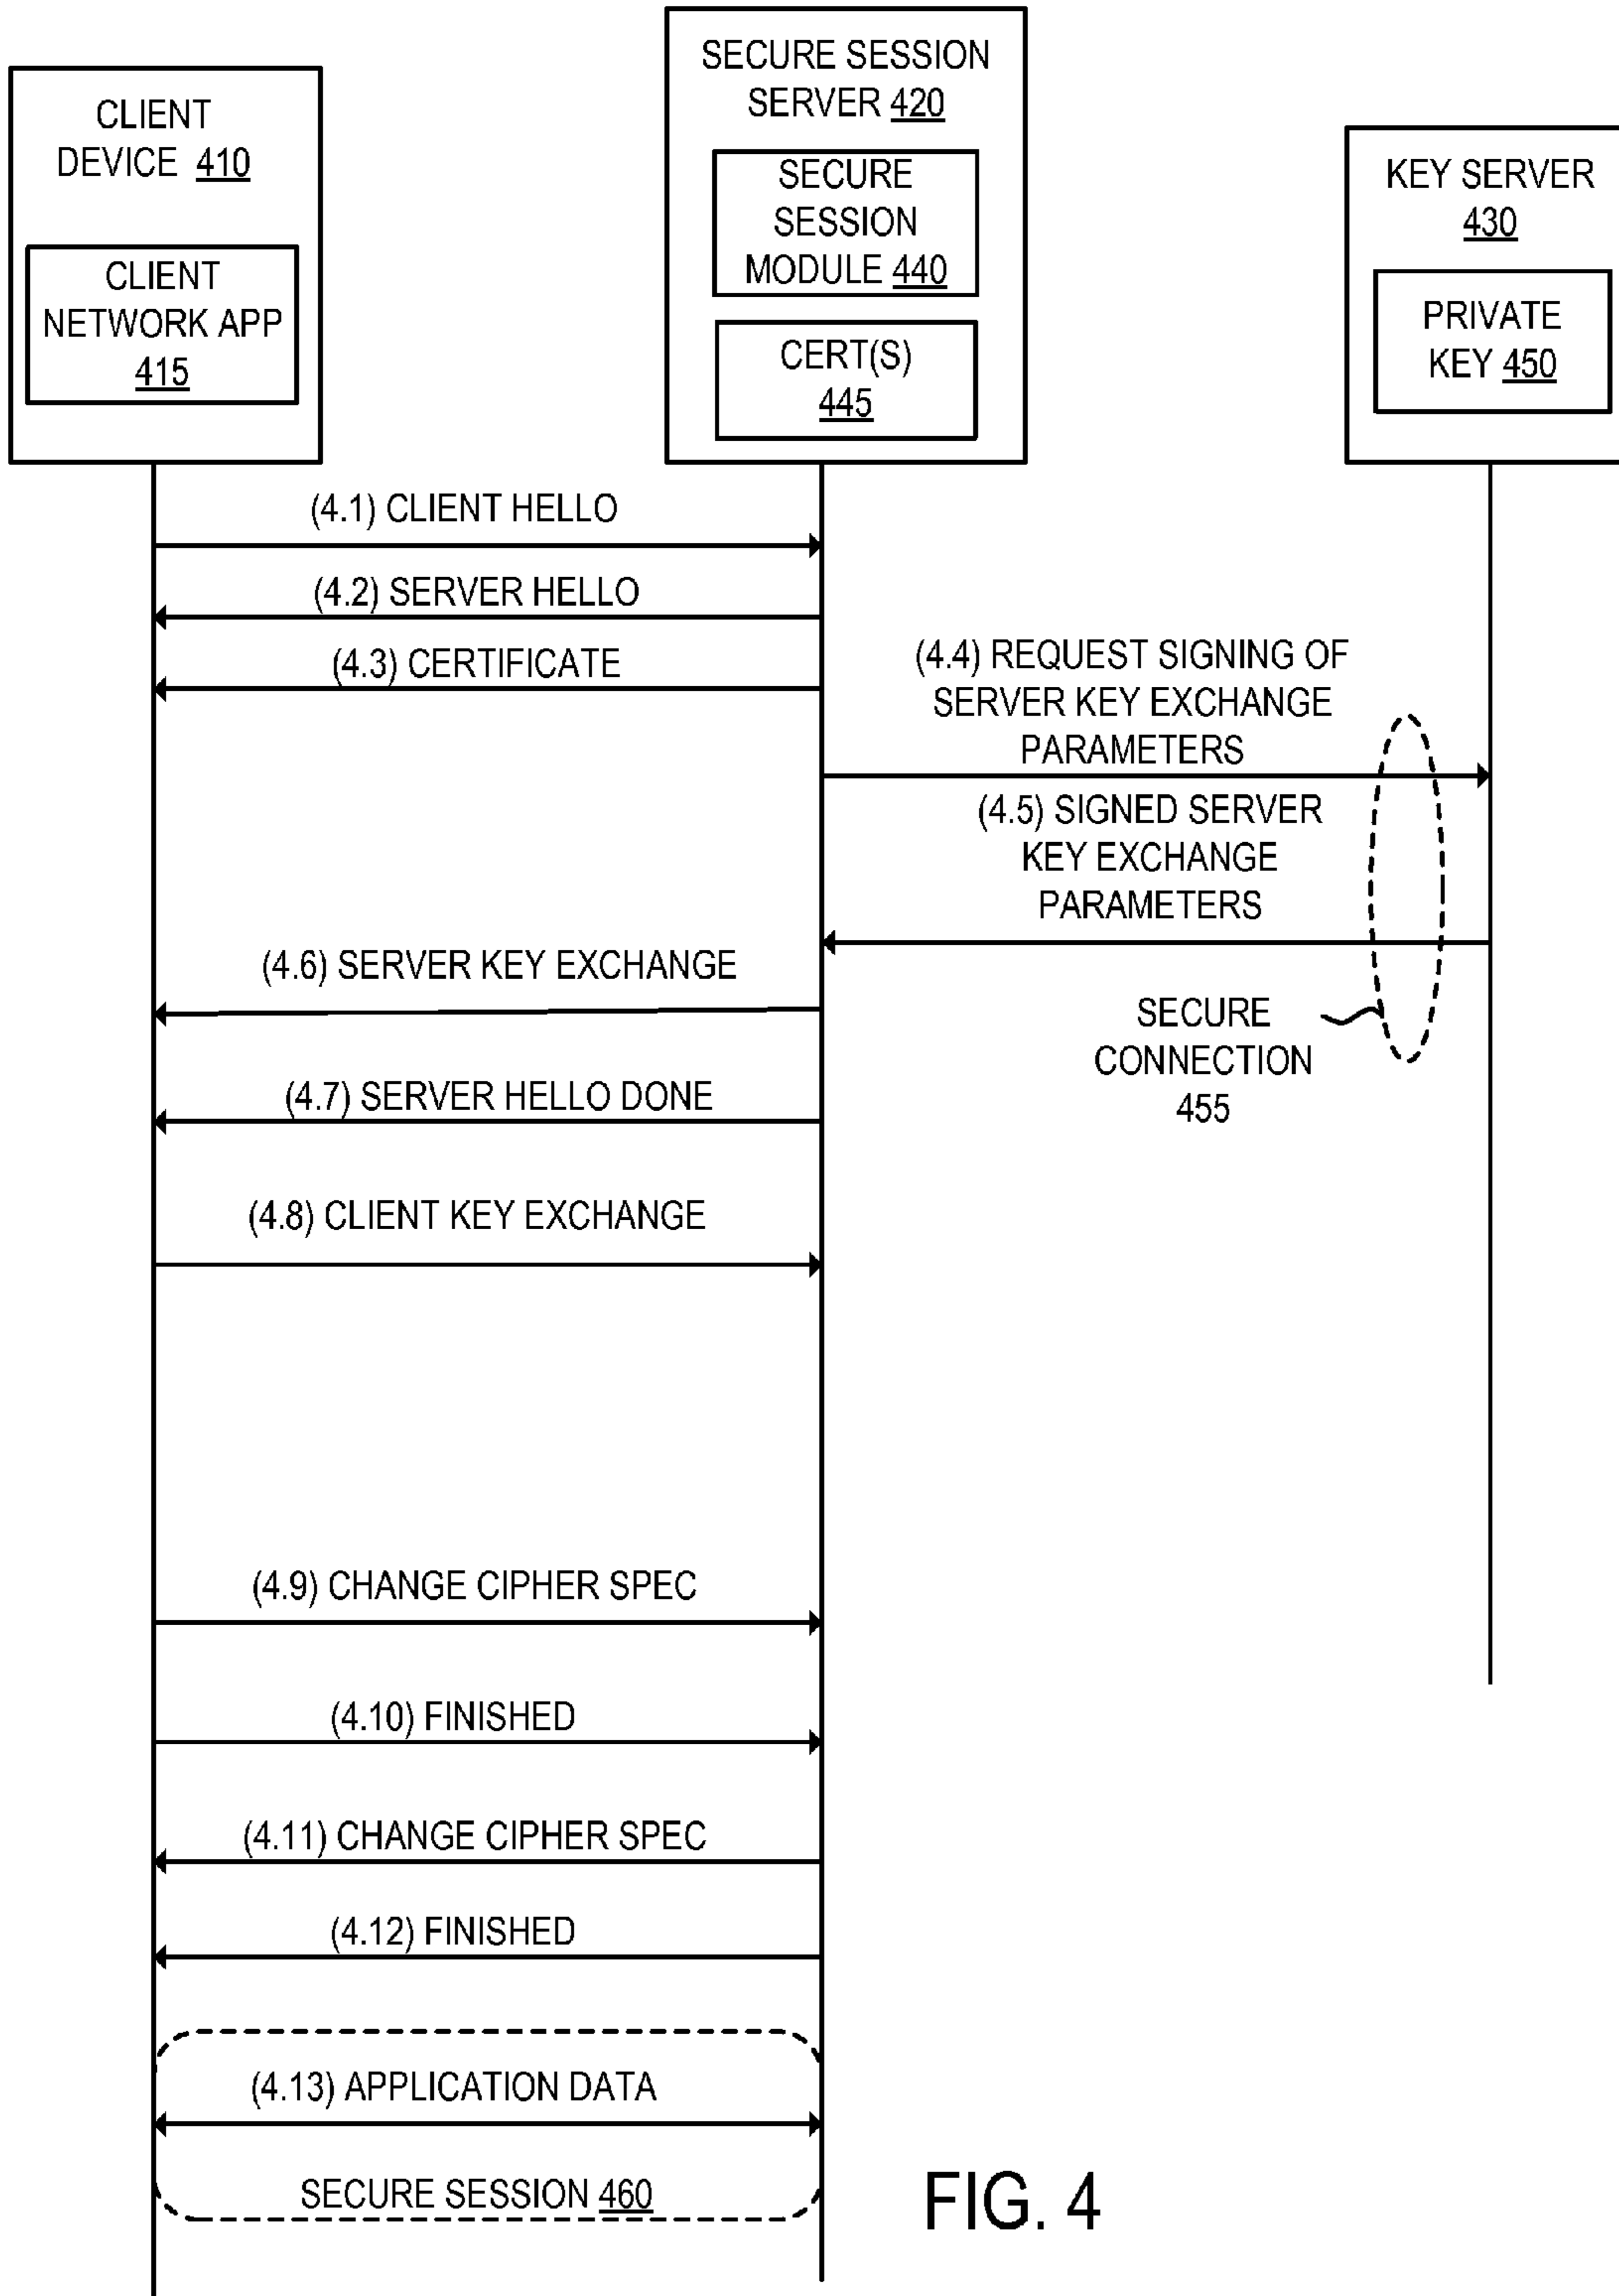 CLIENT
DEVICE 410
CLIENT
NETWORK APP
415
SECURE SESSION
SERVER 420
SECURE
SESSION
MODULE 440
CERT(S)
445
KEY SERVER
430
PRIVATE
KEY 450
(4.1) CLIENT HELLO
(4.2) SERVER HELLO
(4.3) CERTIFICATE
(4.4) REQUEST SIGNING OF
SERVER KEY EXCHANGE
PARAMETERS
(4.5) SIGNED SERVER
KEY EXCHANGE
PARAMETERS
(4.6) SERVER KEY EXCHANGE
SECURE
CONNECTION
455
(4.7) SERVER HELLO DONE
(4.8) CLIENT KEY EXCHANGE
(4.9) CHANGE CIPHER SPEC
(4.10) FINISHED
(4.11) CHANGE CIPHER SPEC
(4.12) FINISHED
(4.13) APPLICATION DATA
SECURE SESSION 460
FIG. 4